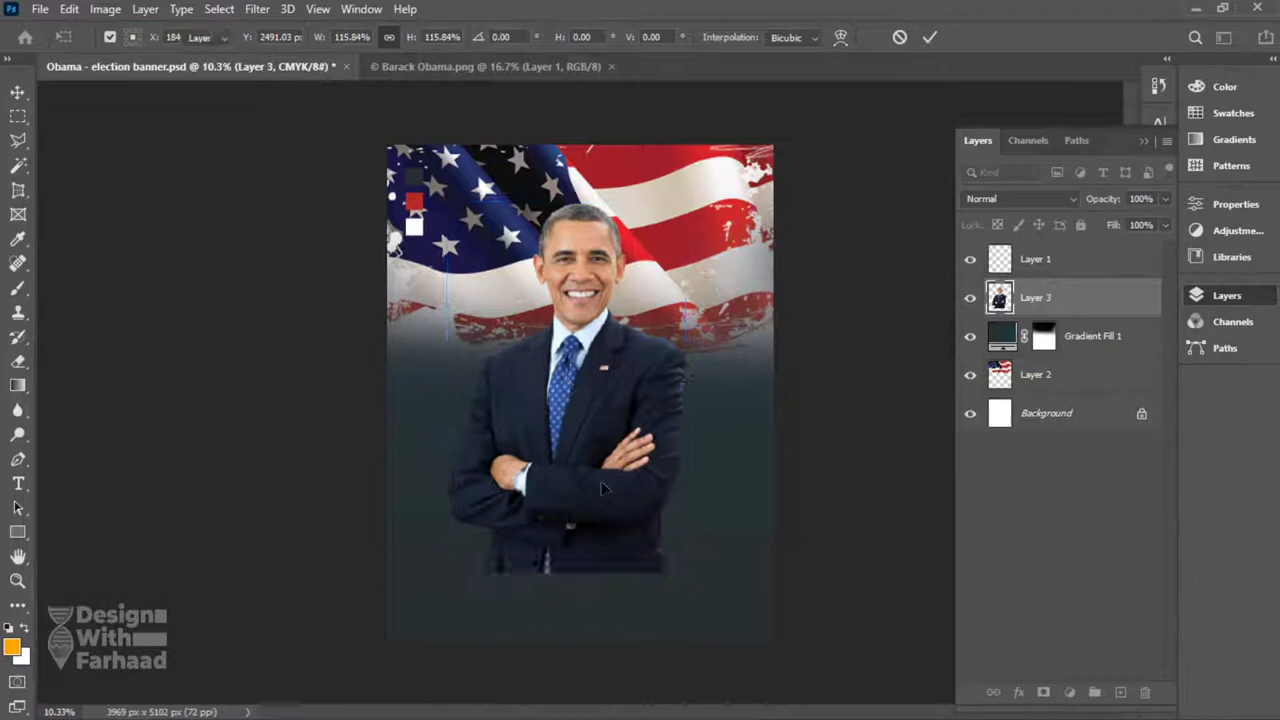 Ps File Edit Image Layer Type Select Filter 3D View Window Help
Layer X: 184 Y: 2491.03 px W: 115.84% H: 115.84% 0.00 ° H: 0.00 ° V: 0.00 ° Interpolation: Bicubic
Obama - election banner.psd @ 10.3% (Layer 3, CMYK/8#) * × © Barack Obama.png @ 16.7% (Layer 1, RGB/8) ×
Color
Swatches
Gradients
Patterns
Properties
Adjustme...
Libraries
Layers
Channels
Paths
Layers Channels Paths
Kind
Normal Opacity: 100%
Lock: Fill: 100%
Layer 1
Layer 3
Gradient Fill 1
Layer 2
Background
Design
With
Farhaad
10.33% 3969 px x 5102 px (72 ppi)